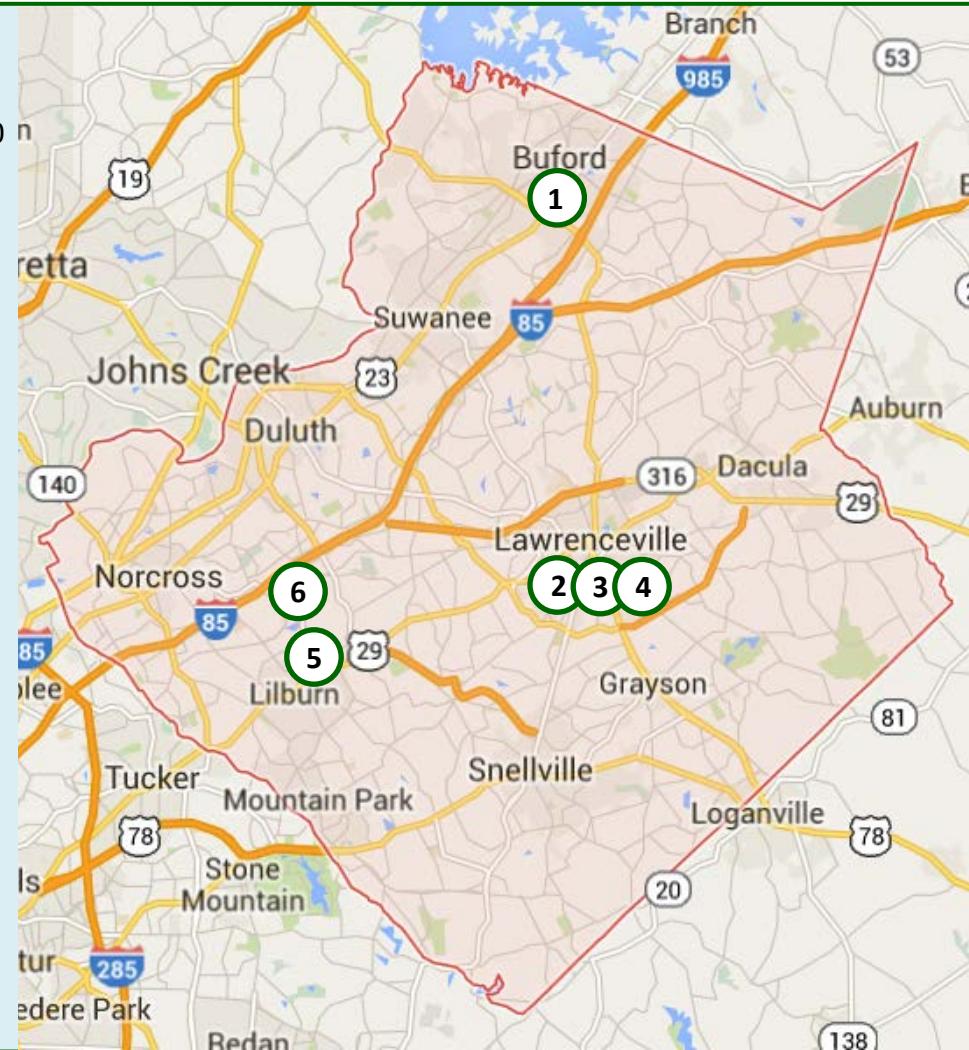 Branch
53
985
0
n
Buford
19
1
retta
Suwanee
85
Johns Creek
23
Auburn
Duluth
Dacula
316
140
29
Lawrenceville
Norcross
6
2
3
4
85
85
5
29
Lilburn
Grayson
lee
81
Snellville
Tucker
Mountain Park
Loganville
78
78
Stone
Mountain
ls
20
tur
285
edere Park
Redan
138